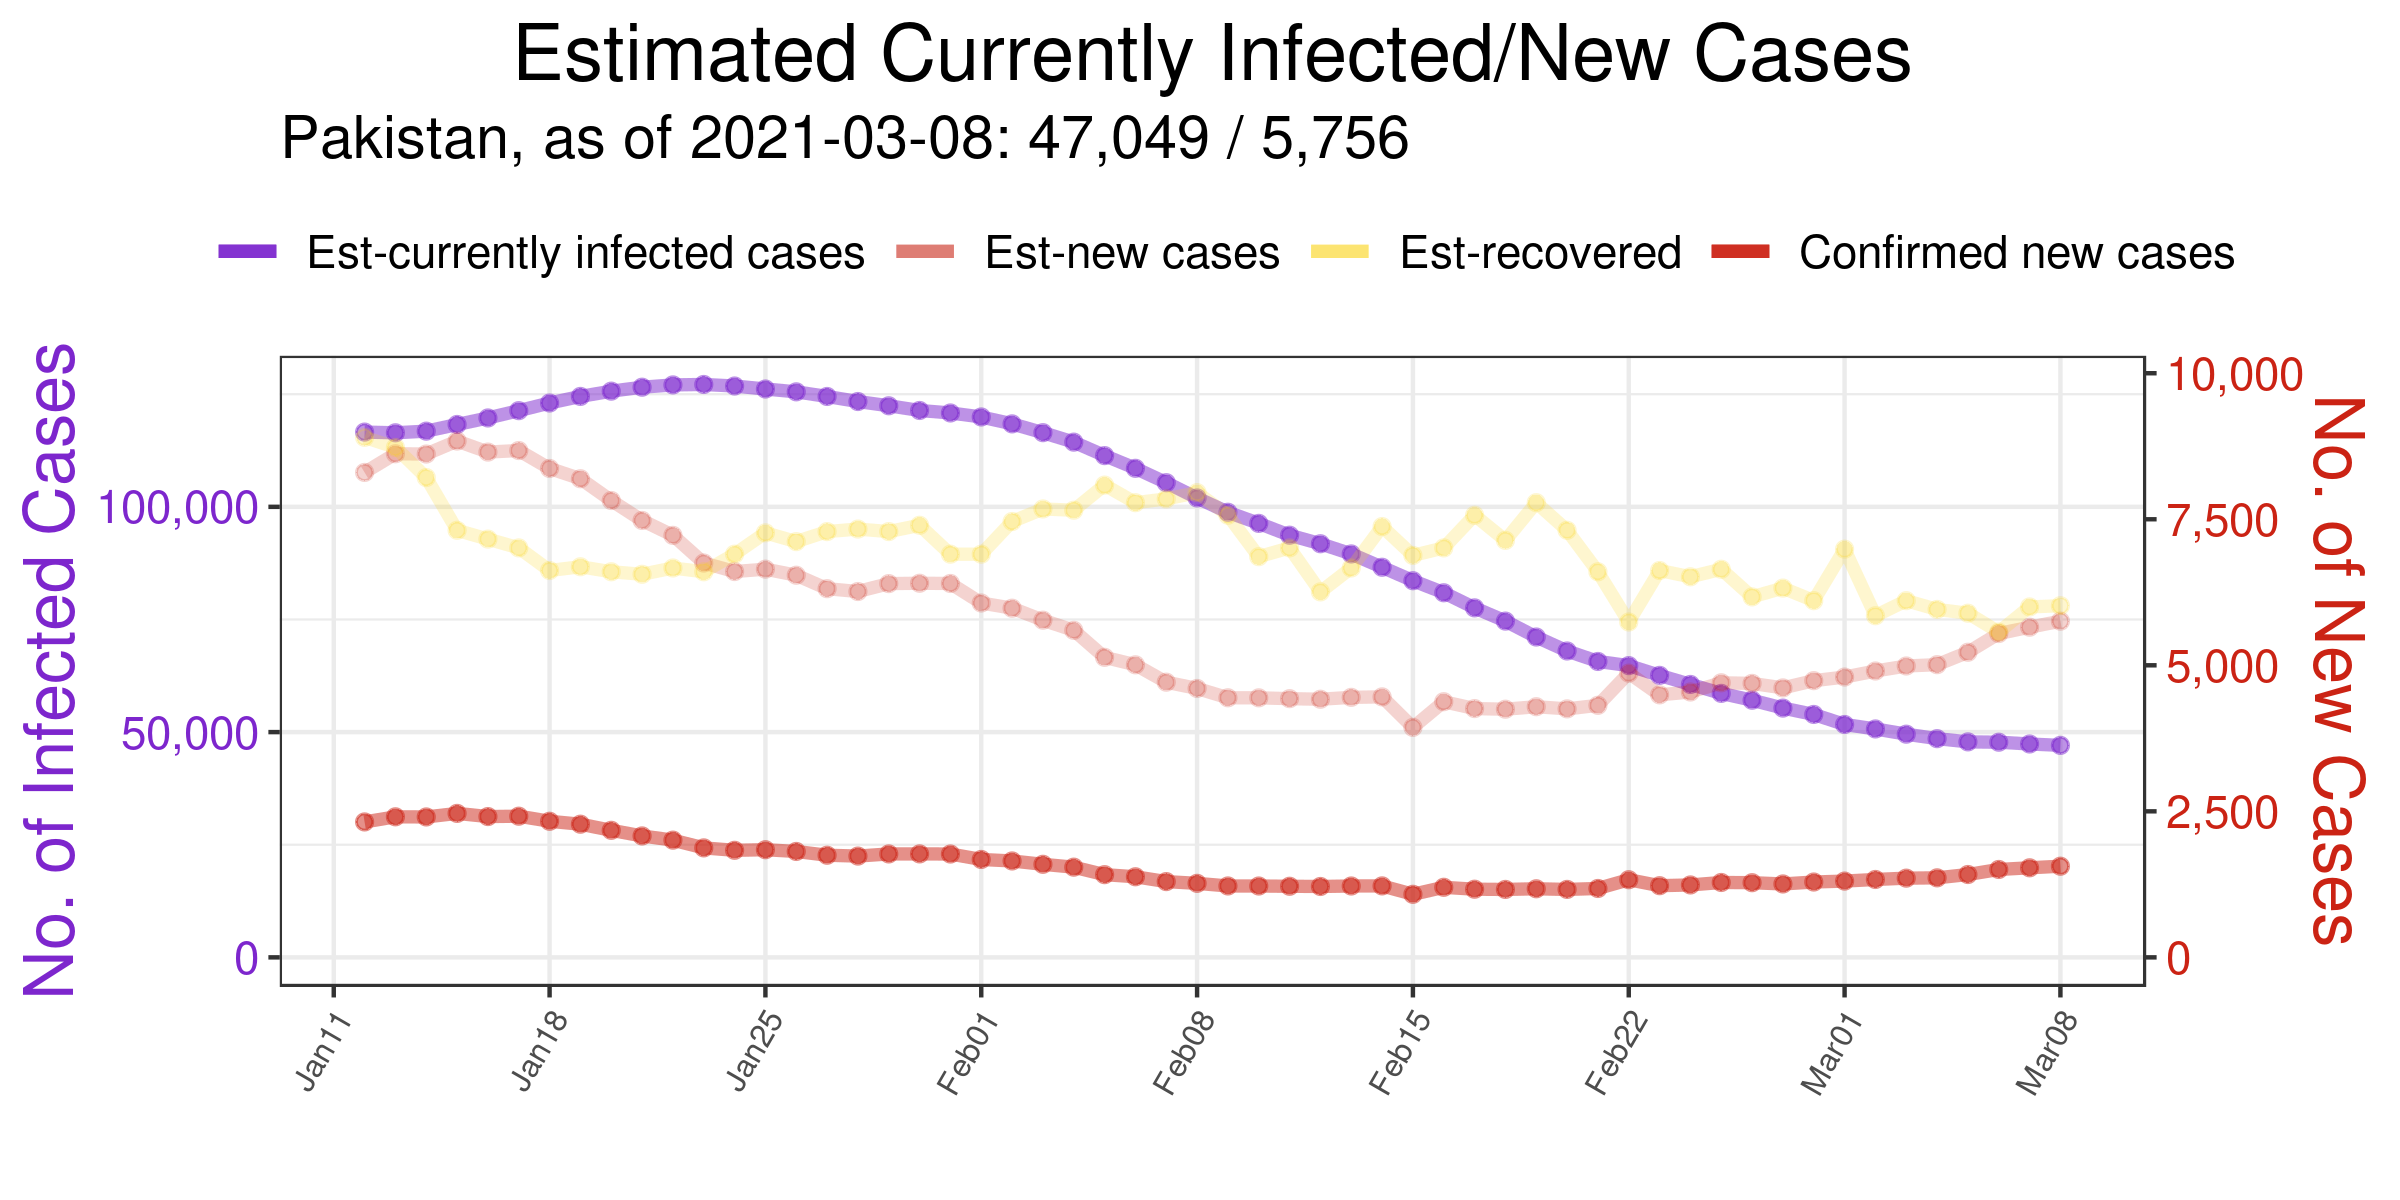 Estimated Currently Infected/New Cases
Pakistan, as of 2021-03-08: 47,049 / 5,756
Est-currently infected cases Est-new cases Est-recovered Confirmed new cases
No. of Infected Cases
100,000
50,000
0
10,000
7,500
5,000
2,500
0
No. of New Cases
Jan11 Jan18 Jan25 Feb01 Feb08 Feb15 Feb22 Mar01 Mar08